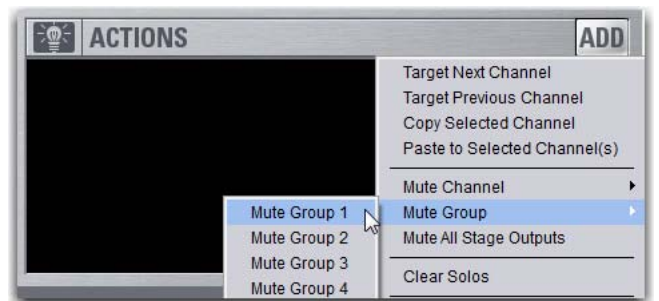 ACTIONS
ADD
Target Next Channel
Target Previous Channel
Copy Selected Channel
Paste to Selected Channel(s)
Mute Channel
Mute Group
Mute All Stage Outputs
Clear Solos
Mute Group 1
Mute Group 2
Mute Group 3
Mute Group 4